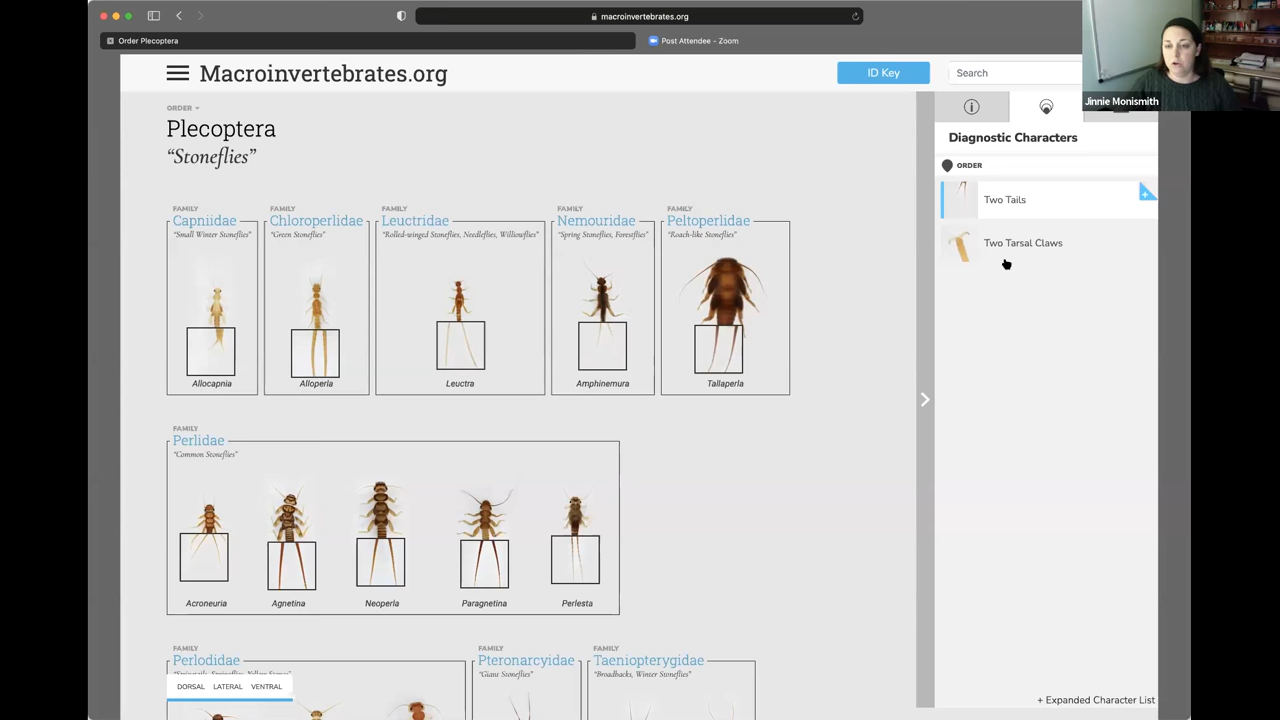 macroinvertebrates.org
Order Plecoptera
Post Attendee - Zoom
Macroinvertebrates.org
ID Key
Search
Jinnie Monismith
ORDER
Plecoptera
“Stoneflies”
Diagnostic Characters
ORDER
Two Tails
Two Tarsal Claws
FAMILY FAMILY FAMILY FAMILY FAMILY
Capniidae Chloroperlidae Leuctridae Nemouridae Peltoperlidae
“Small Winter Stoneflies” “Green Stoneflies” “Rolled-winged Stoneflies, Needleflies, Willowflies” “Spring Stoneflies, Forestflies” “Roach-like Stoneflies”
Allocapnia Alloperla Leuctra Amphinemura Tallaperla
FAMILY
Perlidae
“Common Stoneflies”
Acroneuria Agnetina Neoperla Paragnetina Perlesta
FAMILY FAMILY FAMILY
Perlodidae Pteronarcyidae Taeniopterygidae
“Giant Stoneflies” “Broadbacks, Winter Stoneflies”
DORSAL LATERAL VENTRAL
+ Expanded Character List